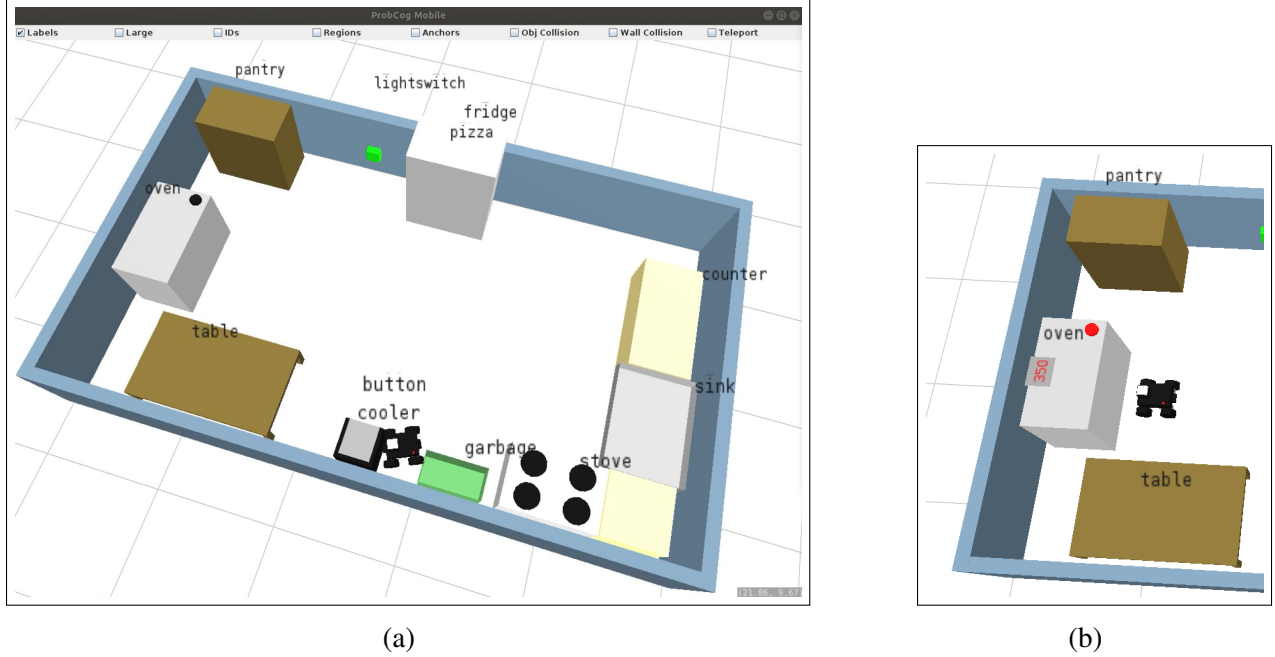 ProbCog Mobile
Labels Large IDs Regions Anchors Obj Collision Wall Collision Teleport
pantry
lightswitch
fridge
pizza
oven
counter
table
button
sink
cooler
garbage
stove
(21.86, 9.67)
(a)
pantry
oven
350
table
(b)